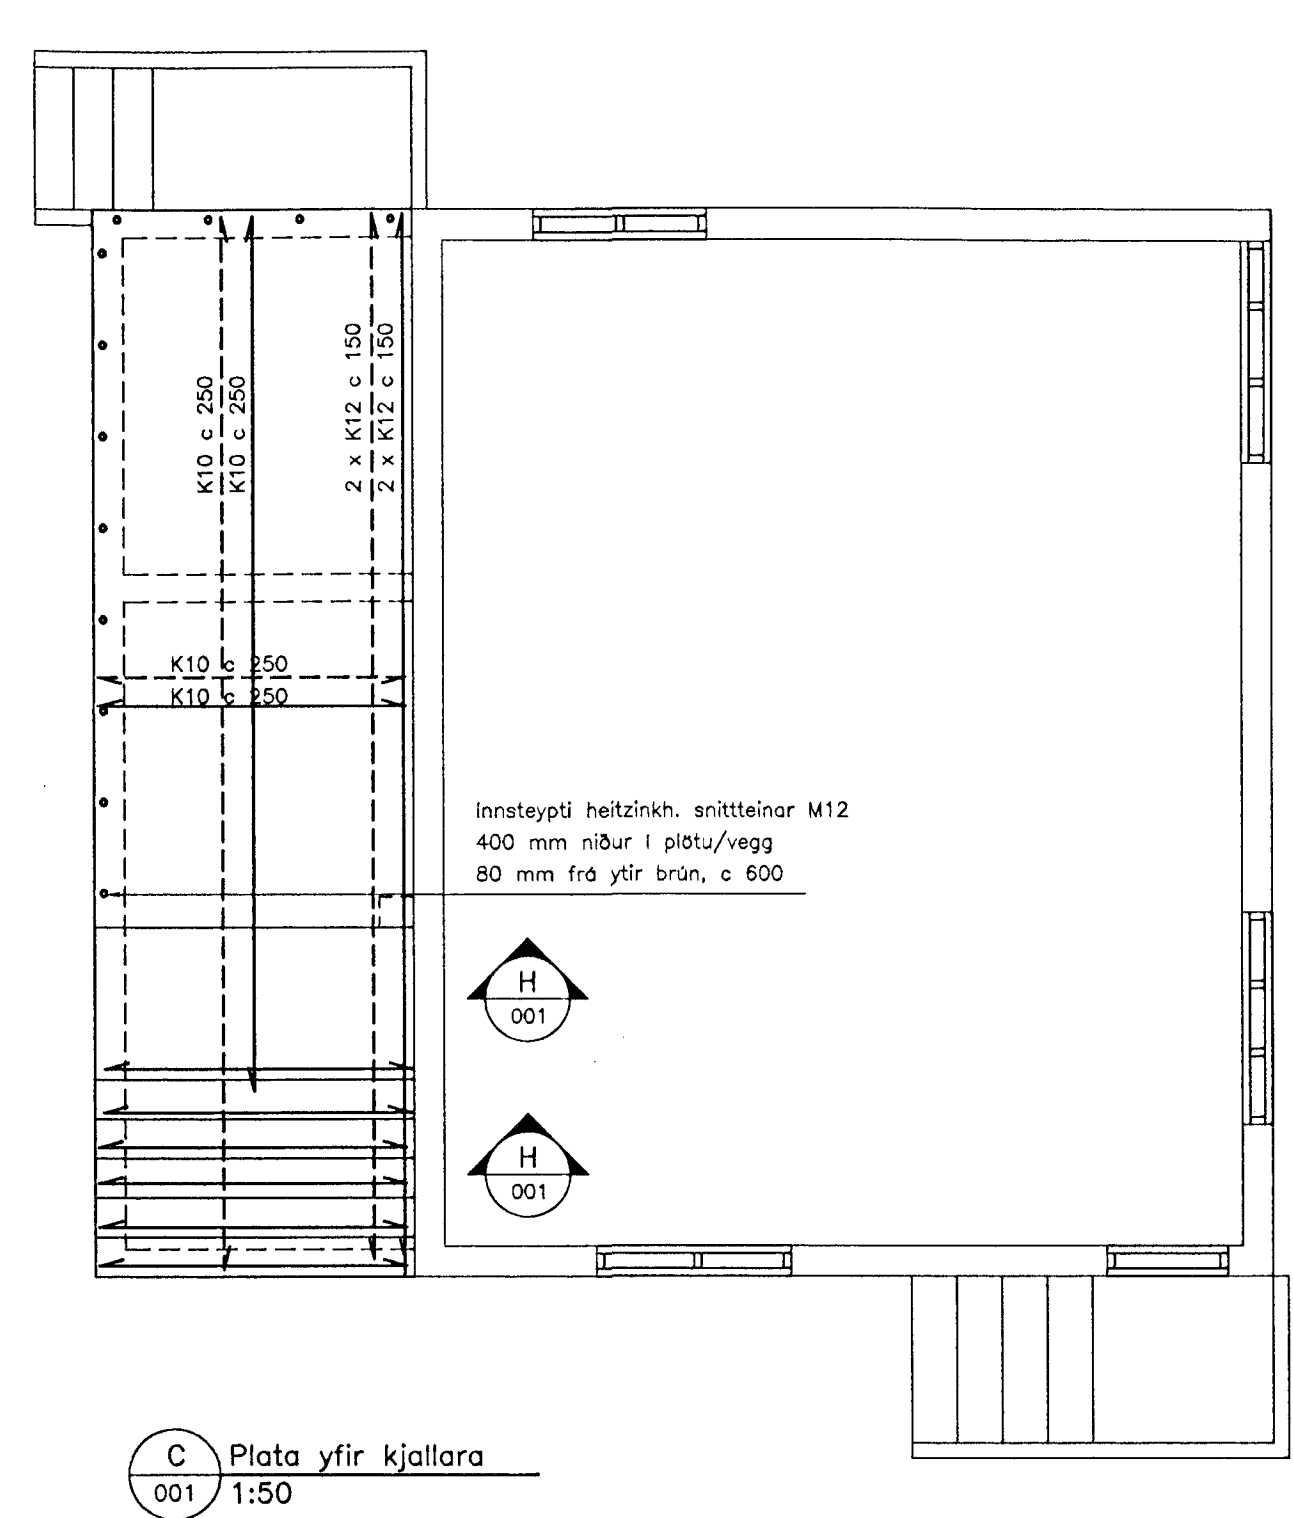 K10 c 250
K10 c 250
2 x K12 c 150
2 x K12 c 150
K10 c 250
K10 c 250
Innsteypti heitzinkh. snittteinar M12
400 mm niður í plötu/vegg
80 mm frá ytir brún, c 600
H
001
H
001
C
001
Plata yfir kjallara
1:50